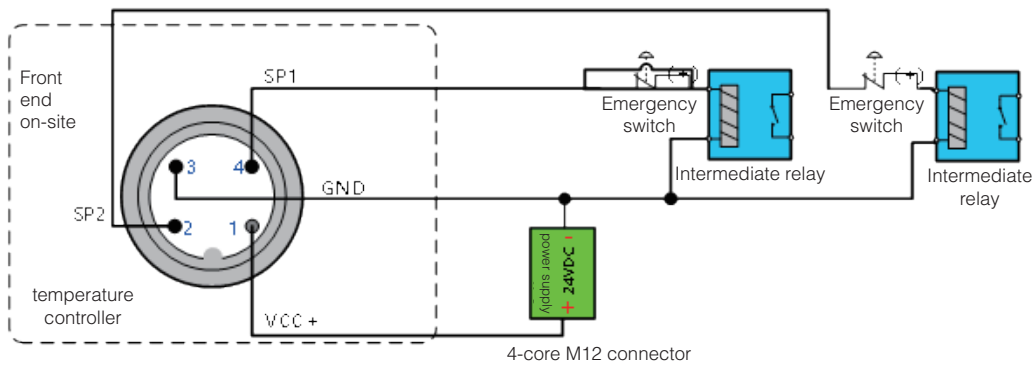 Front
end
on-site
SP1
Emergency
switch
Intermediate relay
Emergency
switch
Intermediate
relay
3
4
GND
SP2
2
1
24VDC
power supply
+
-
temperature
controller
VCC +
4-core M12 connector